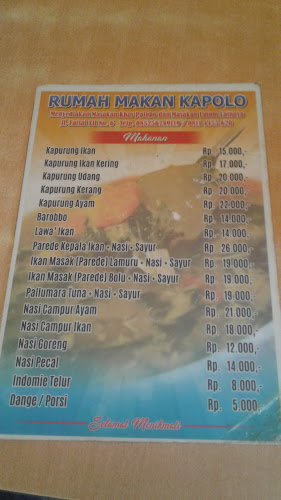 RUMAH MAKAN KAPOLO
Makanan
Kapurung Ikan Rp. 15.000,-
Kapurung Ikan Kering Rp. 17.000,-
Kapurung Udang Rp. 20.000,-
Kapurung Kerang Rp. 20.000,-
Kapurung Ayam Rp. 22.000,-
Barobbo Rp. 14.000,-
Lawa' Ikan Rp. 14.000,-
Parede Kepala Ikan + Nasi + Sayur Rp. 26.000,-
Ikan Masak (Parede) Lamuru + Nasi + Sayur Rp. 19.000,-
Ikan Masak (Parede) Bolu + Nasi + Sayur Rp. 19.000,-
Pallumara Tuna + Nasi + Sayur Rp. 19.000,-
Nasi Campur Ayam Rp. 21.000,-
Nasi Campur Ikan Rp. 18.000,-
Nasi Goreng Rp. 12.000,-
Nasi Pecal Rp. 14.000,-
Indomie Telur Rp. 8.000,-
Dange / Porsi Rp. 5.000,-
Selamat Menikmati